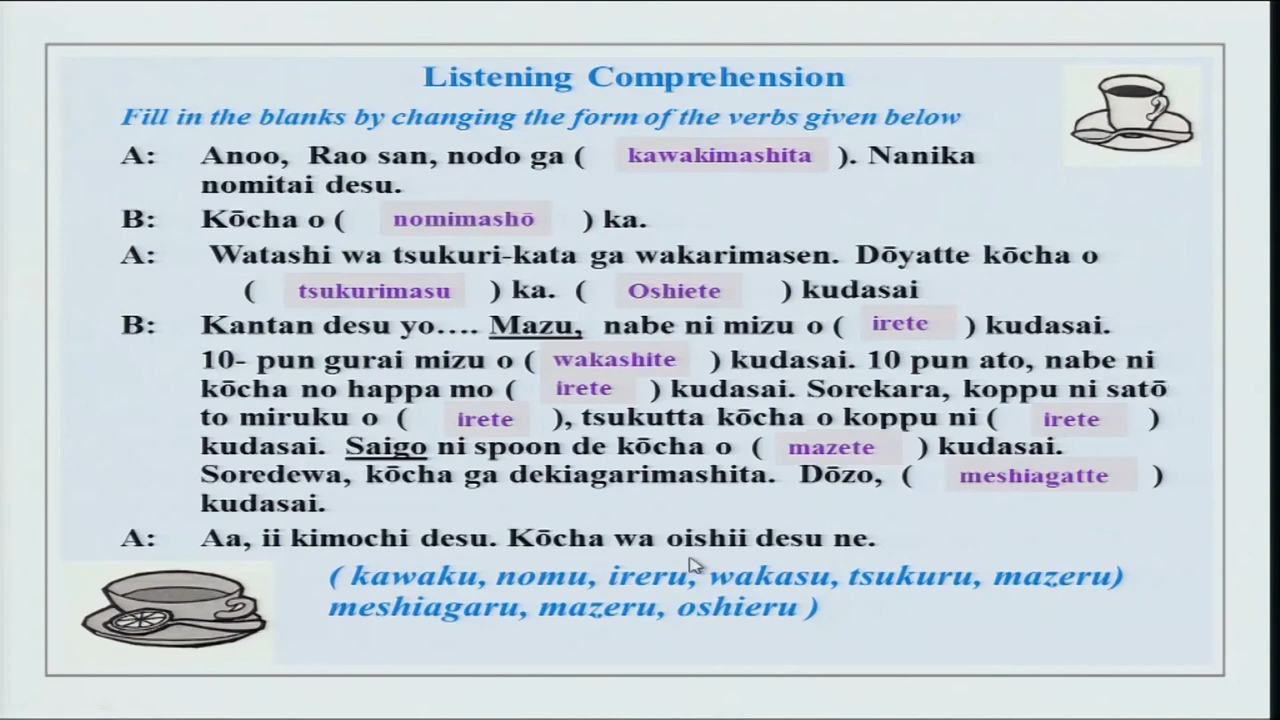 Listening Comprehension
Fill in the blanks by changing the form of the verbs given below
A: Anoo, Rao san, nodo ga ( kawakimashita ). Nanika
nomitai desu.
B: Kōcha o ( nomimashō ) ka.
A: Watashi wa tsukuri-kata ga wakarimasen. Dōyatte kōcha o
( tsukurimasu ) ka. ( Oshiete ) kudasai
B: Kantan desu yo…. Mazu, nabe ni mizu o ( irete ) kudasai.
10- pun gurai mizu o ( wakashite ) kudasai. 10 pun ato, nabe ni
kōcha no happa mo ( irete ) kudasai. Sorekara, koppu ni satō
to miruku o ( irete ), tsukutta kōcha o koppu ni ( irete )
kudasai. Saigo ni spoon de kōcha o ( mazete ) kudasai.
Soredewa, kōcha ga dekiagarimashita. Dōzo, ( meshiagatte )
kudasai.
A: Aa, ii kimochi desu. Kōcha wa oishii desu ne.
( kawaku, nomu, ireru, wakasu, tsukuru, mazeru)
meshiagaru, mazeru, oshieru )